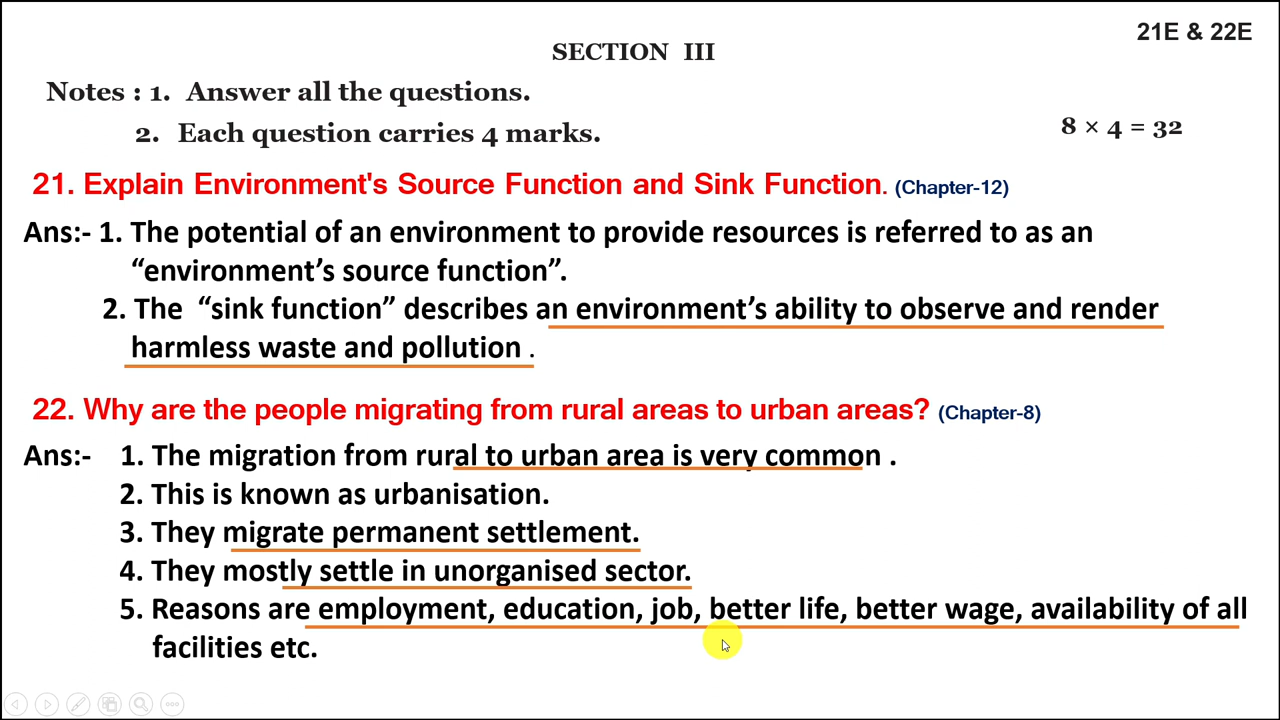 21E & 22E
SECTION III
Notes : 1. Answer all the questions.
2. Each question carries 4 marks.
8 × 4 = 32
21. Explain Environment's Source Function and Sink Function. (Chapter-12)
Ans:- 1. The potential of an environment to provide resources is referred to as an
“environment’s source function”.
2. The “sink function” describes an environment’s ability to observe and render
harmless waste and pollution .
22. Why are the people migrating from rural areas to urban areas? (Chapter-8)
Ans:- 1. The migration from rural to urban area is very common .
2. This is known as urbanisation.
3. They migrate permanent settlement.
4. They mostly settle in unorganised sector.
5. Reasons are employment, education, job, better life, better wage, availability of all
facilities etc.